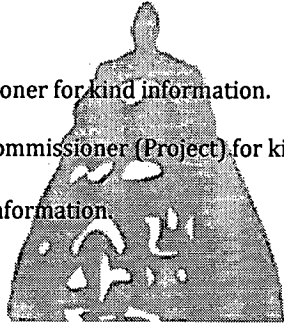 oner for kind information.
ommissioner (Project) for ki
nformation.